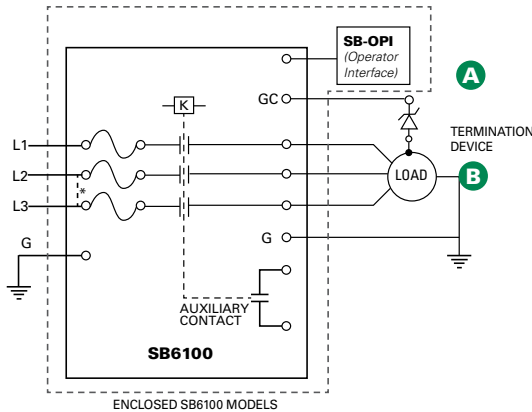 SB-OPI
(Operator
Interface)
A
K
GC
TERMINATION
DEVICE
L1
L2
*
L3
LOAD
B
G
G
AUXILIARY
CONTACT
SB6100
ENCLOSED SB6100 MODELS